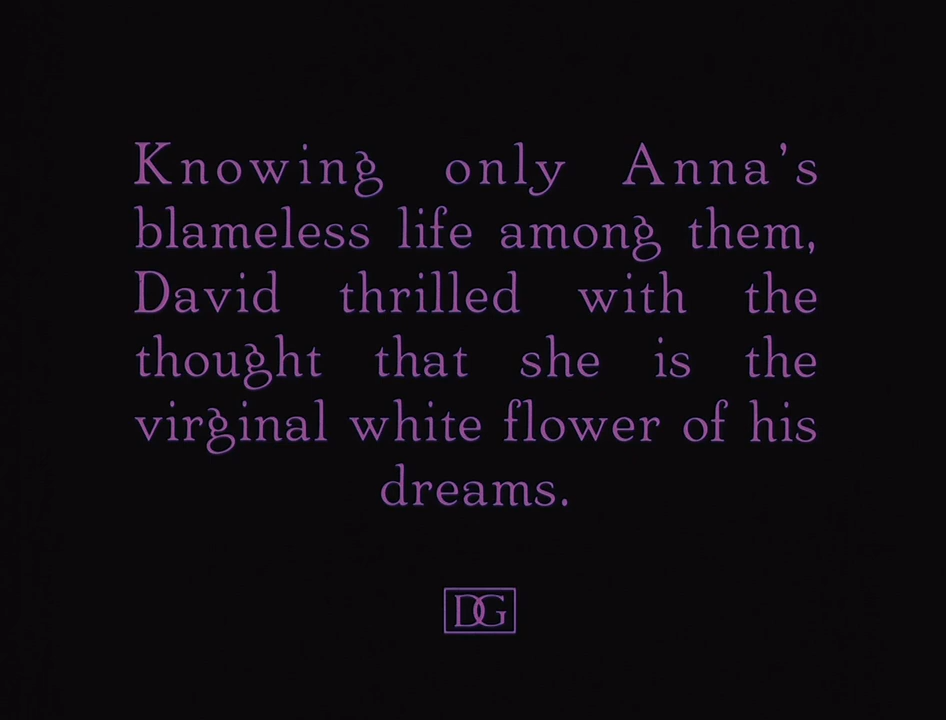 Knowing only Anna's
blameless life among them,
David thrilled with the
thought that she is the
virginal white flower of his
dreams.
DG